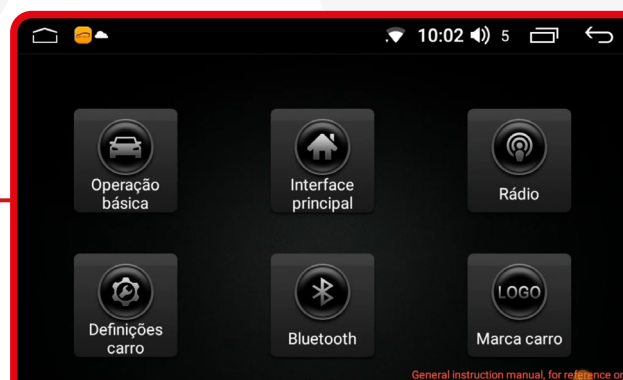 10:02 5
Operação
básica
Interface
principal
Rádio
Definições
carro
Bluetooth
LOGO
Marca carro
General instruction manual, for reference